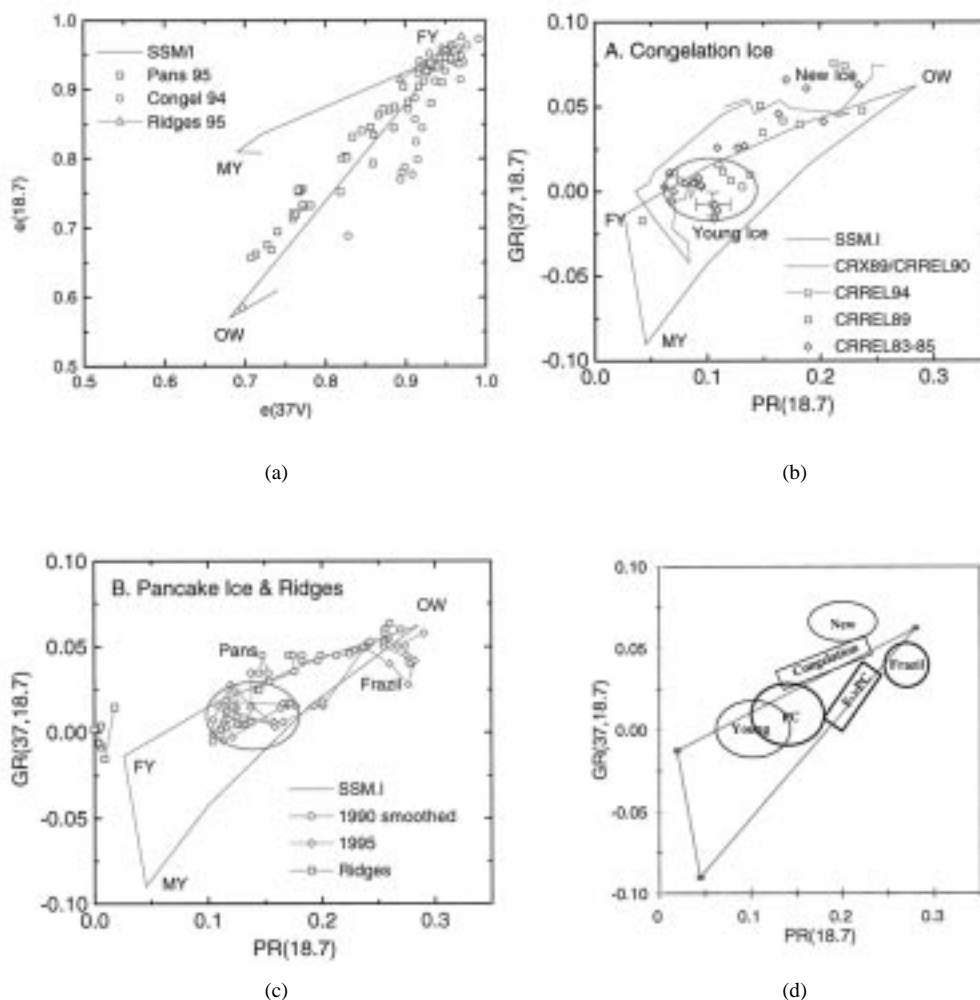 1.0
0.9
0.8
0.7
0.6
0.5
e(18.7)
FY
SSM/I
Pans 95
Congel 94
Ridges 95
MY
OW
0.5 0.6 0.7 0.8 0.9 1.0
e(37V)
(a)
0.10
0.05
0.00
-0.05
-0.10
GR(37,18.7)
A. Congelation Ice
New Ice
OW
FY
Young Ice
MY
SSM.I
CRX89/CRREL90
CRREL94
CRREL89
CRREL83-85
0.0 0.1 0.2 0.3
PR(18.7)
(b)
0.10
0.05
0.00
-0.05
-0.10
GR(37,18.7)
B. Pancake Ice & Ridges
OW
Pans
Frazil
FY
MY
SSM.I
1990 smoothed
1995
Ridges
0.0 0.1 0.2 0.3
PR(18.7)
(c)
0.10
0.05
0.00
-0.05
-0.10
GR(37,18.7)
New
Congelation
Frazil
PC
Young
0 0.1 0.2 0.3
PR(18.7)
(d)